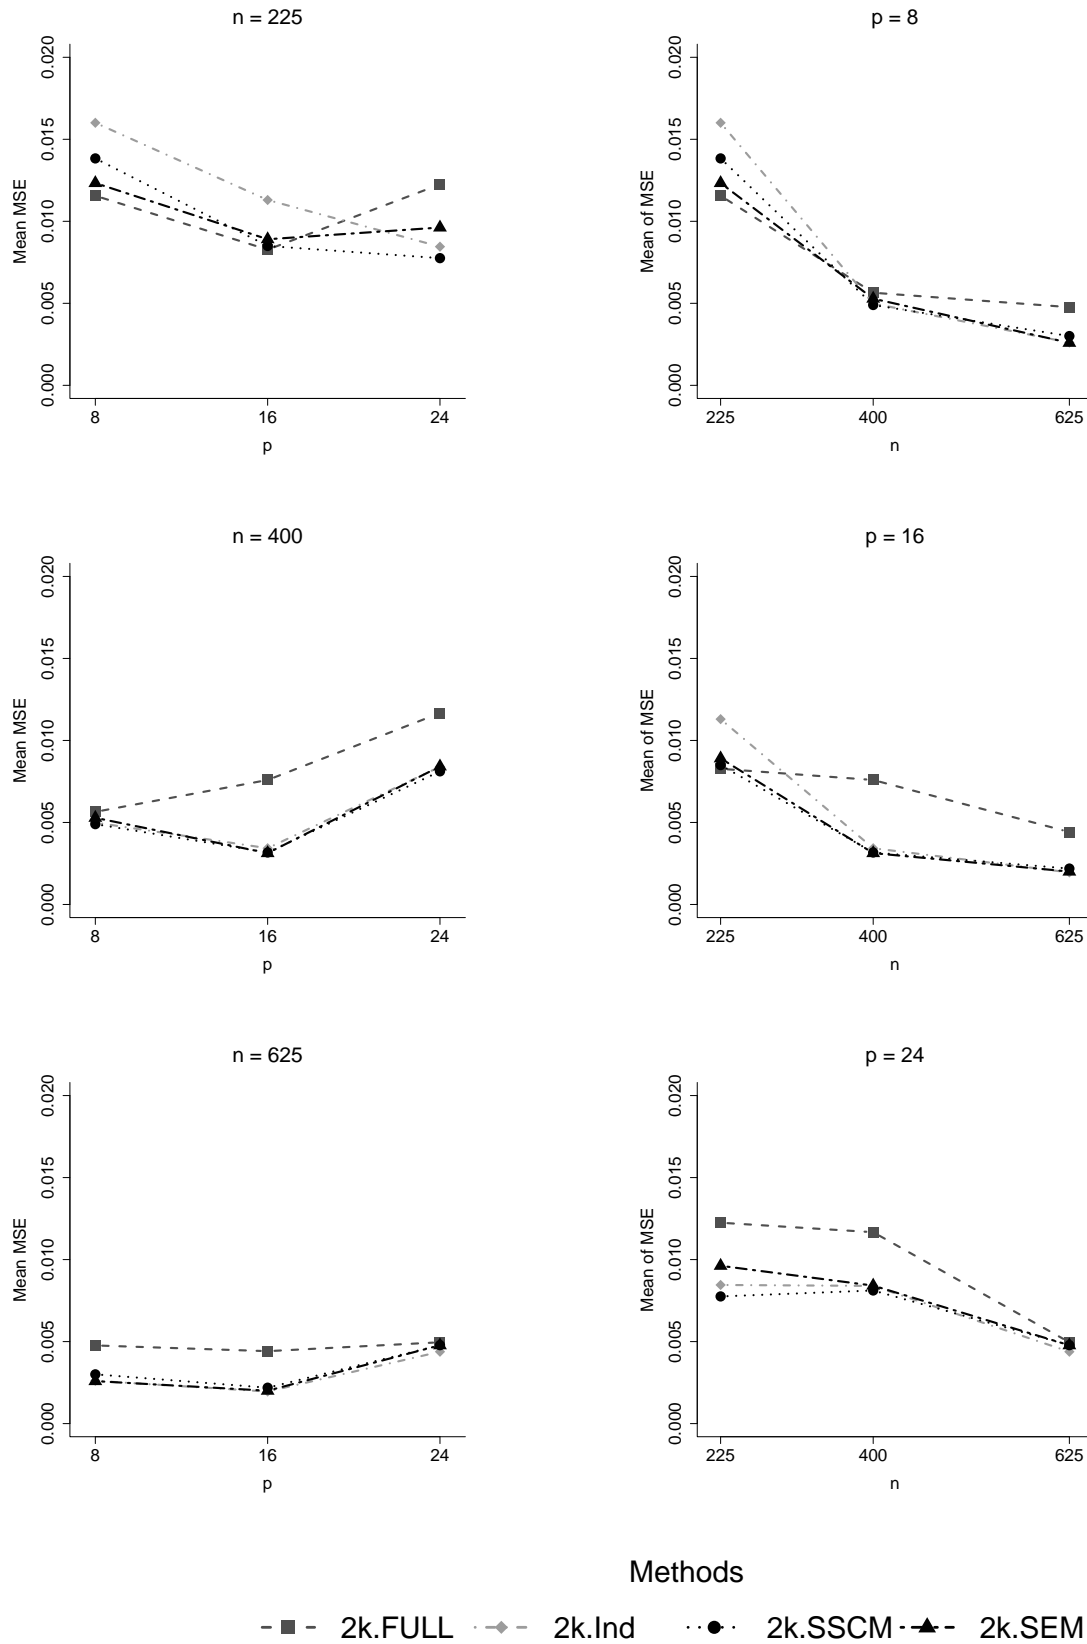 n = 225
Mean MSE
0.000 0.005 0.010 0.015 0.020
8 16 24
p
p = 8
Mean of MSE
0.000 0.005 0.010 0.015 0.020
225 400 625
n
n = 400
Mean MSE
0.000 0.005 0.010 0.015 0.020
8 16 24
p
p = 16
Mean of MSE
0.000 0.005 0.010 0.015 0.020
225 400 625
n
n = 625
Mean MSE
0.000 0.005 0.010 0.015 0.020
8 16 24
p
p = 24
Mean of MSE
0.000 0.005 0.010 0.015 0.020
225 400 625
n
Methods
2k.FULL 2k.Ind 2k.SSCM 2k.SEM